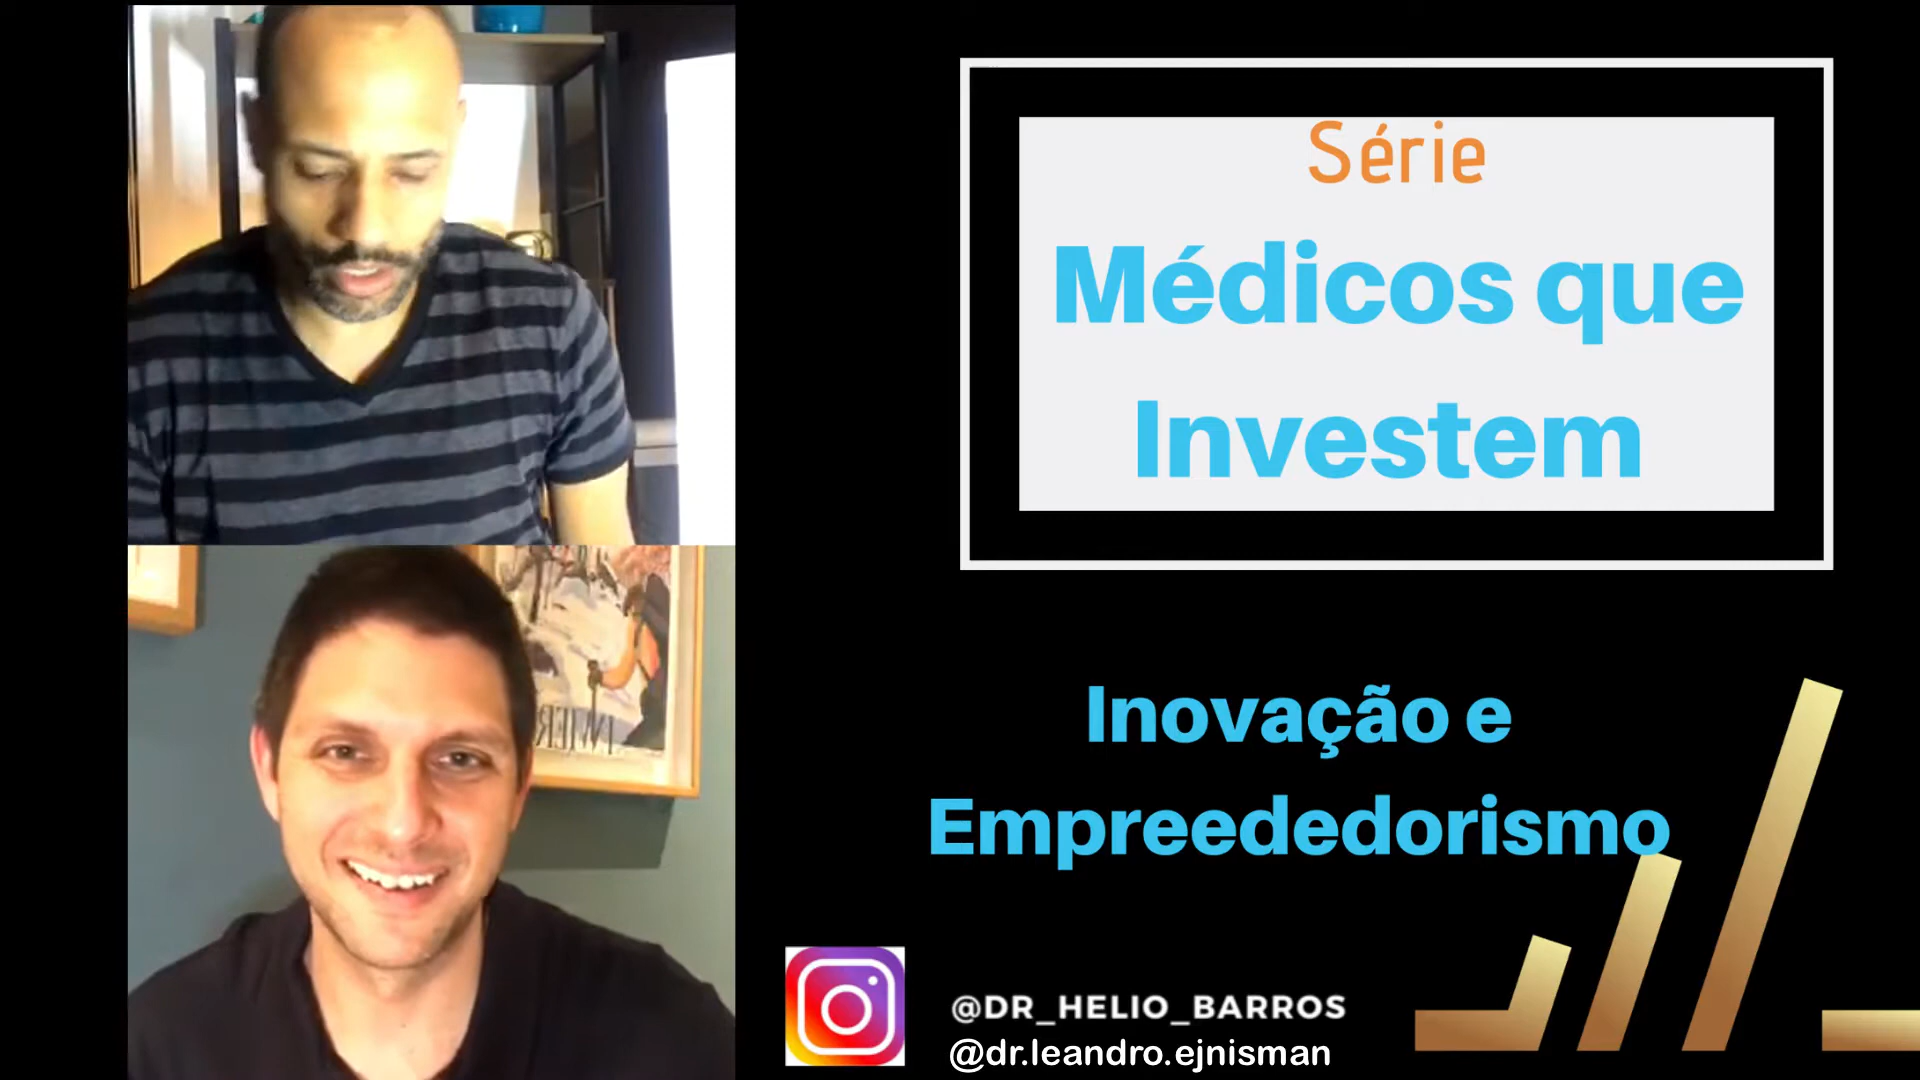 Série
Médicos que
Investem
Inovação e
Empreededorismo
@DR_HELIO_BARROS
@dr.leandro.ejnisman